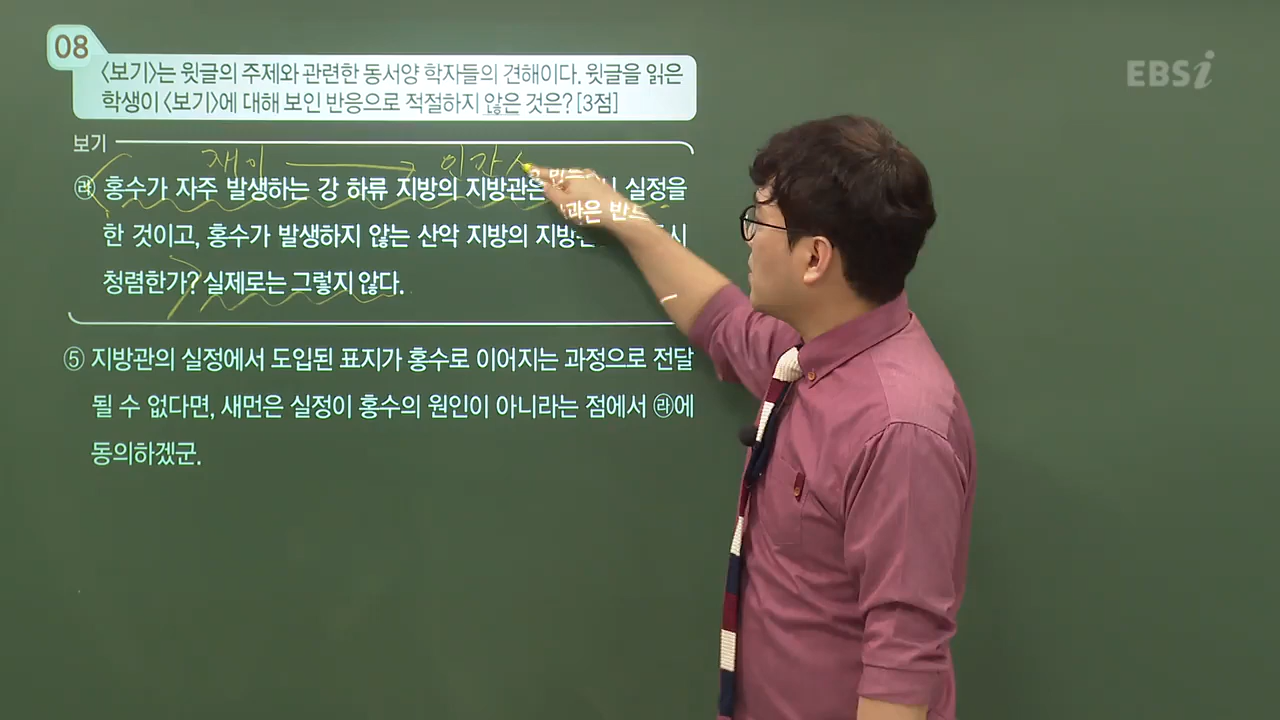 08
EBSi
〈보기〉는 윗글의 주제와 관련한 동서양 학자들의 견해이다. 윗글을 읽은
학생이 〈보기〉에 대해 보인 반응으로 적절하지 않은 것은? [3점]
보기
재이 → 인간
㉱ 홍수가 자주 발생하는 강 하류 지방의 지방관은 실정을
한 것이고, 홍수가 발생하지 않는 산악 지방의 시
청렴한가? 실제로는 그렇지 않다.
⑤ 지방관의 실정에서 도입된 표지가 홍수로 이어지는 과정으로 전달
될 수 없다면, 새먼은 실정이 홍수의 원인이 아니라는 점에서 ㉱에
동의하겠군.